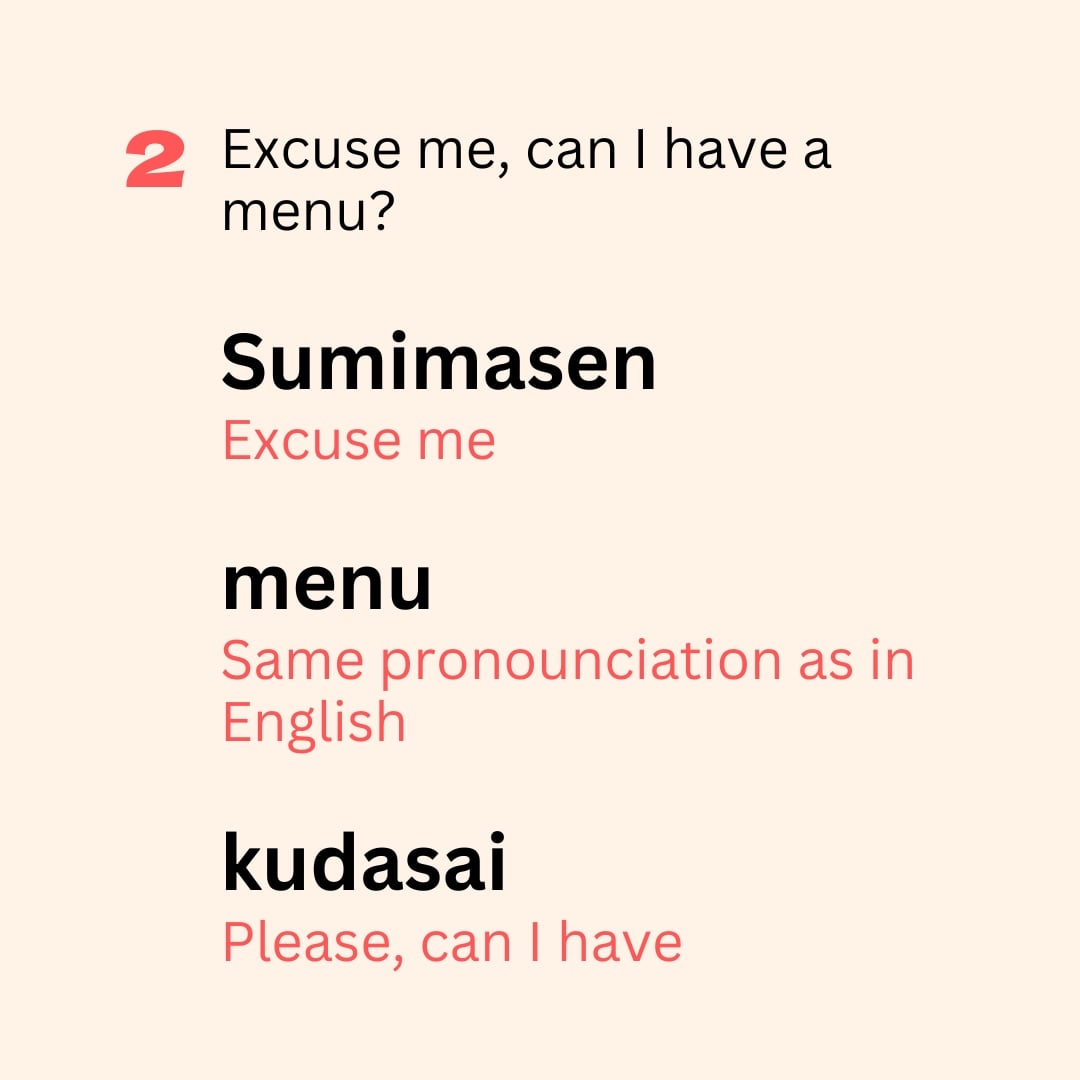 2 Excuse me, can I have a
menu?
Sumimasen
Excuse me
menu
Same pronounciation as in
English
kudasai
Please, can I have